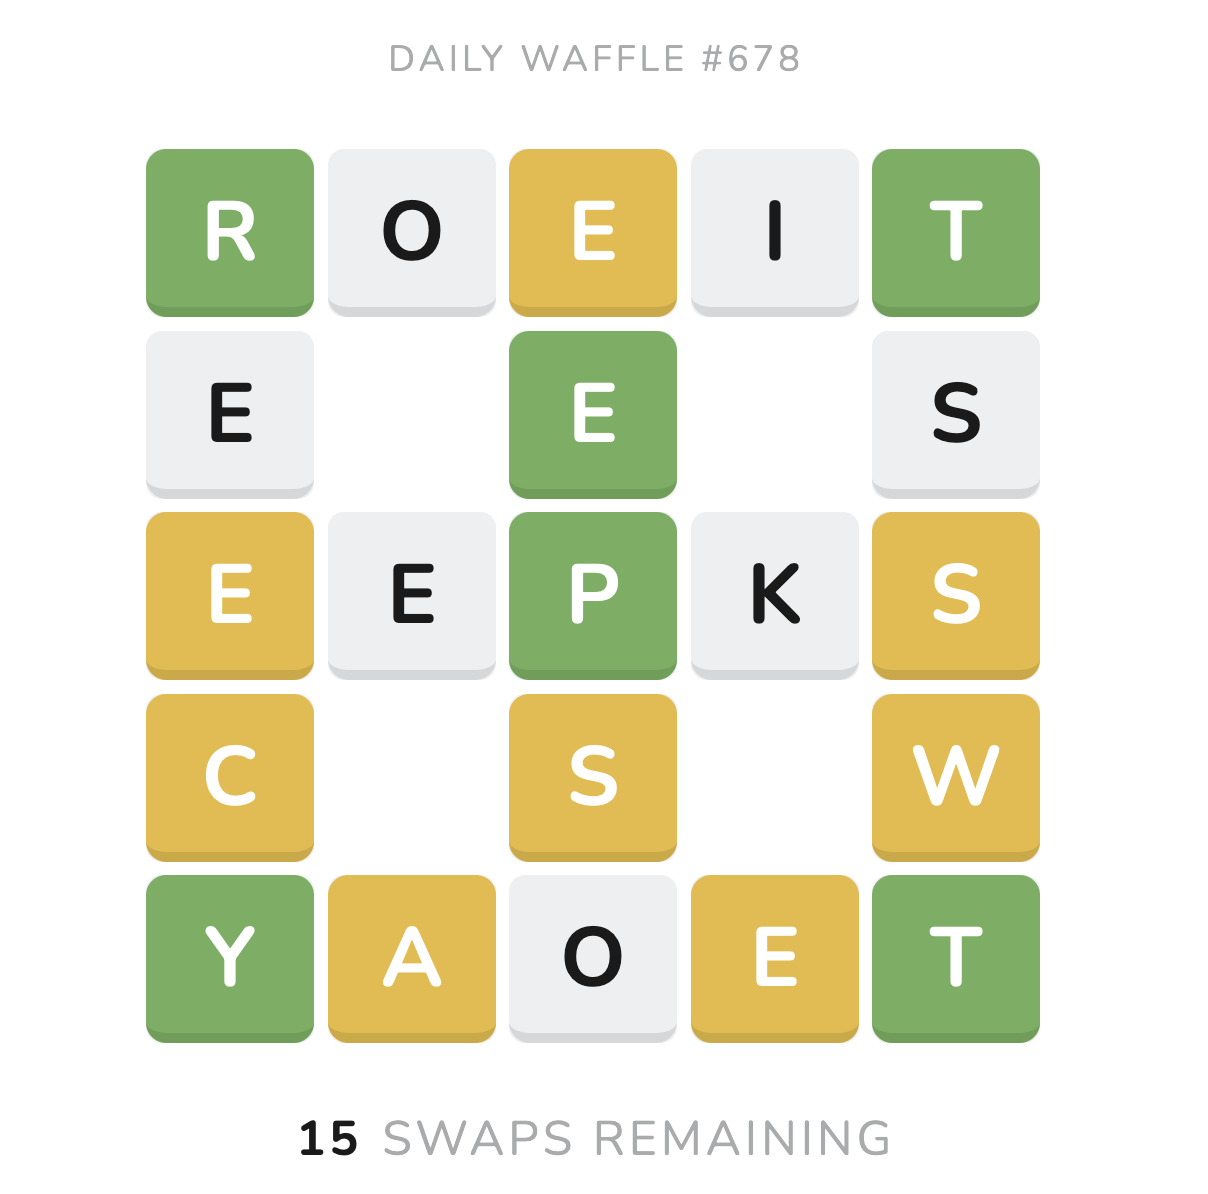 DAILY WAFFLE #678
R O E I T
E E S
E E P K S
C S W
Y A O E T
15 SWAPS REMAINING